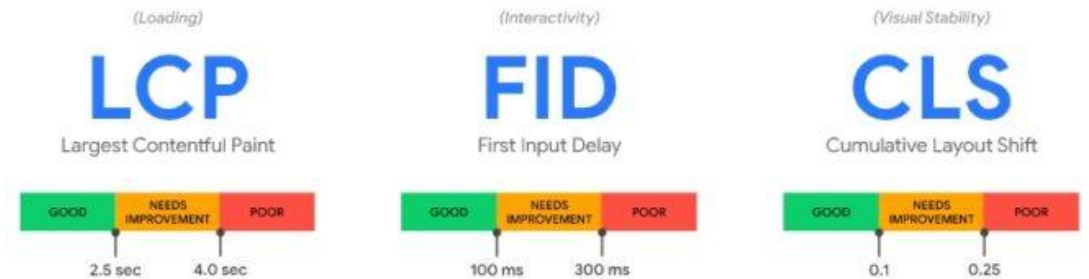 (Loading)
LCP
Largest Contentful Paint
GOOD
NEEDS
IMPROVEMENT
POOR
2.5 sec
4.0 sec
(Interactivity)
FID
First Input Delay
GOOD
NEEDS
IMPROVEMENT
POOR
100 ms
300 ms
(Visual Stability)
CLS
Cumulative Layout Shift
GOOD
NEEDS
IMPROVEMENT
POOR
0.1
0.25